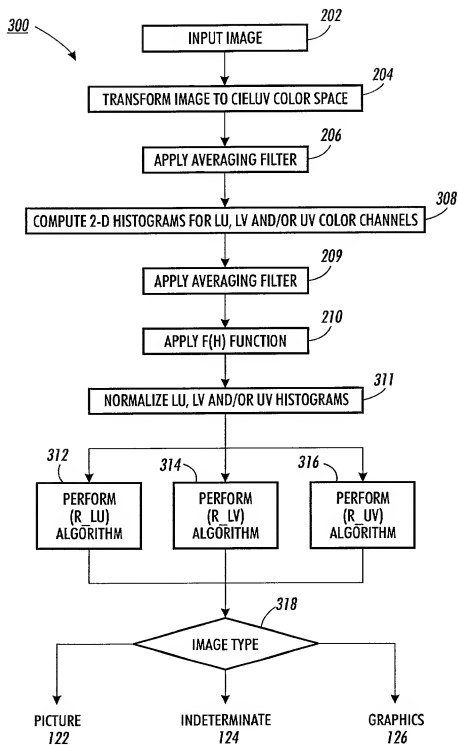 300
202
INPUT IMAGE
204
TRANSFORM IMAGE TO CIELUV COLOR SPACE
206
APPLY AVERAGING FILTER
308
COMPUTE 2-D HISTOGRAMS FOR LU, LV AND/OR UV COLOR CHANNELS
209
APPLY AVERAGING FILTER
210
APPLY F(H) FUNCTION
311
NORMALIZE LU, LV AND/OR UV HISTOGRAMS
312
PERFORM
(R_LU)
ALGORITHM
314
PERFORM
(R_LV)
ALGORITHM
316
PERFORM
(R_UV)
ALGORITHM
318
IMAGE TYPE
PICTURE
122
INDETERMINATE
124
GRAPHICS
126